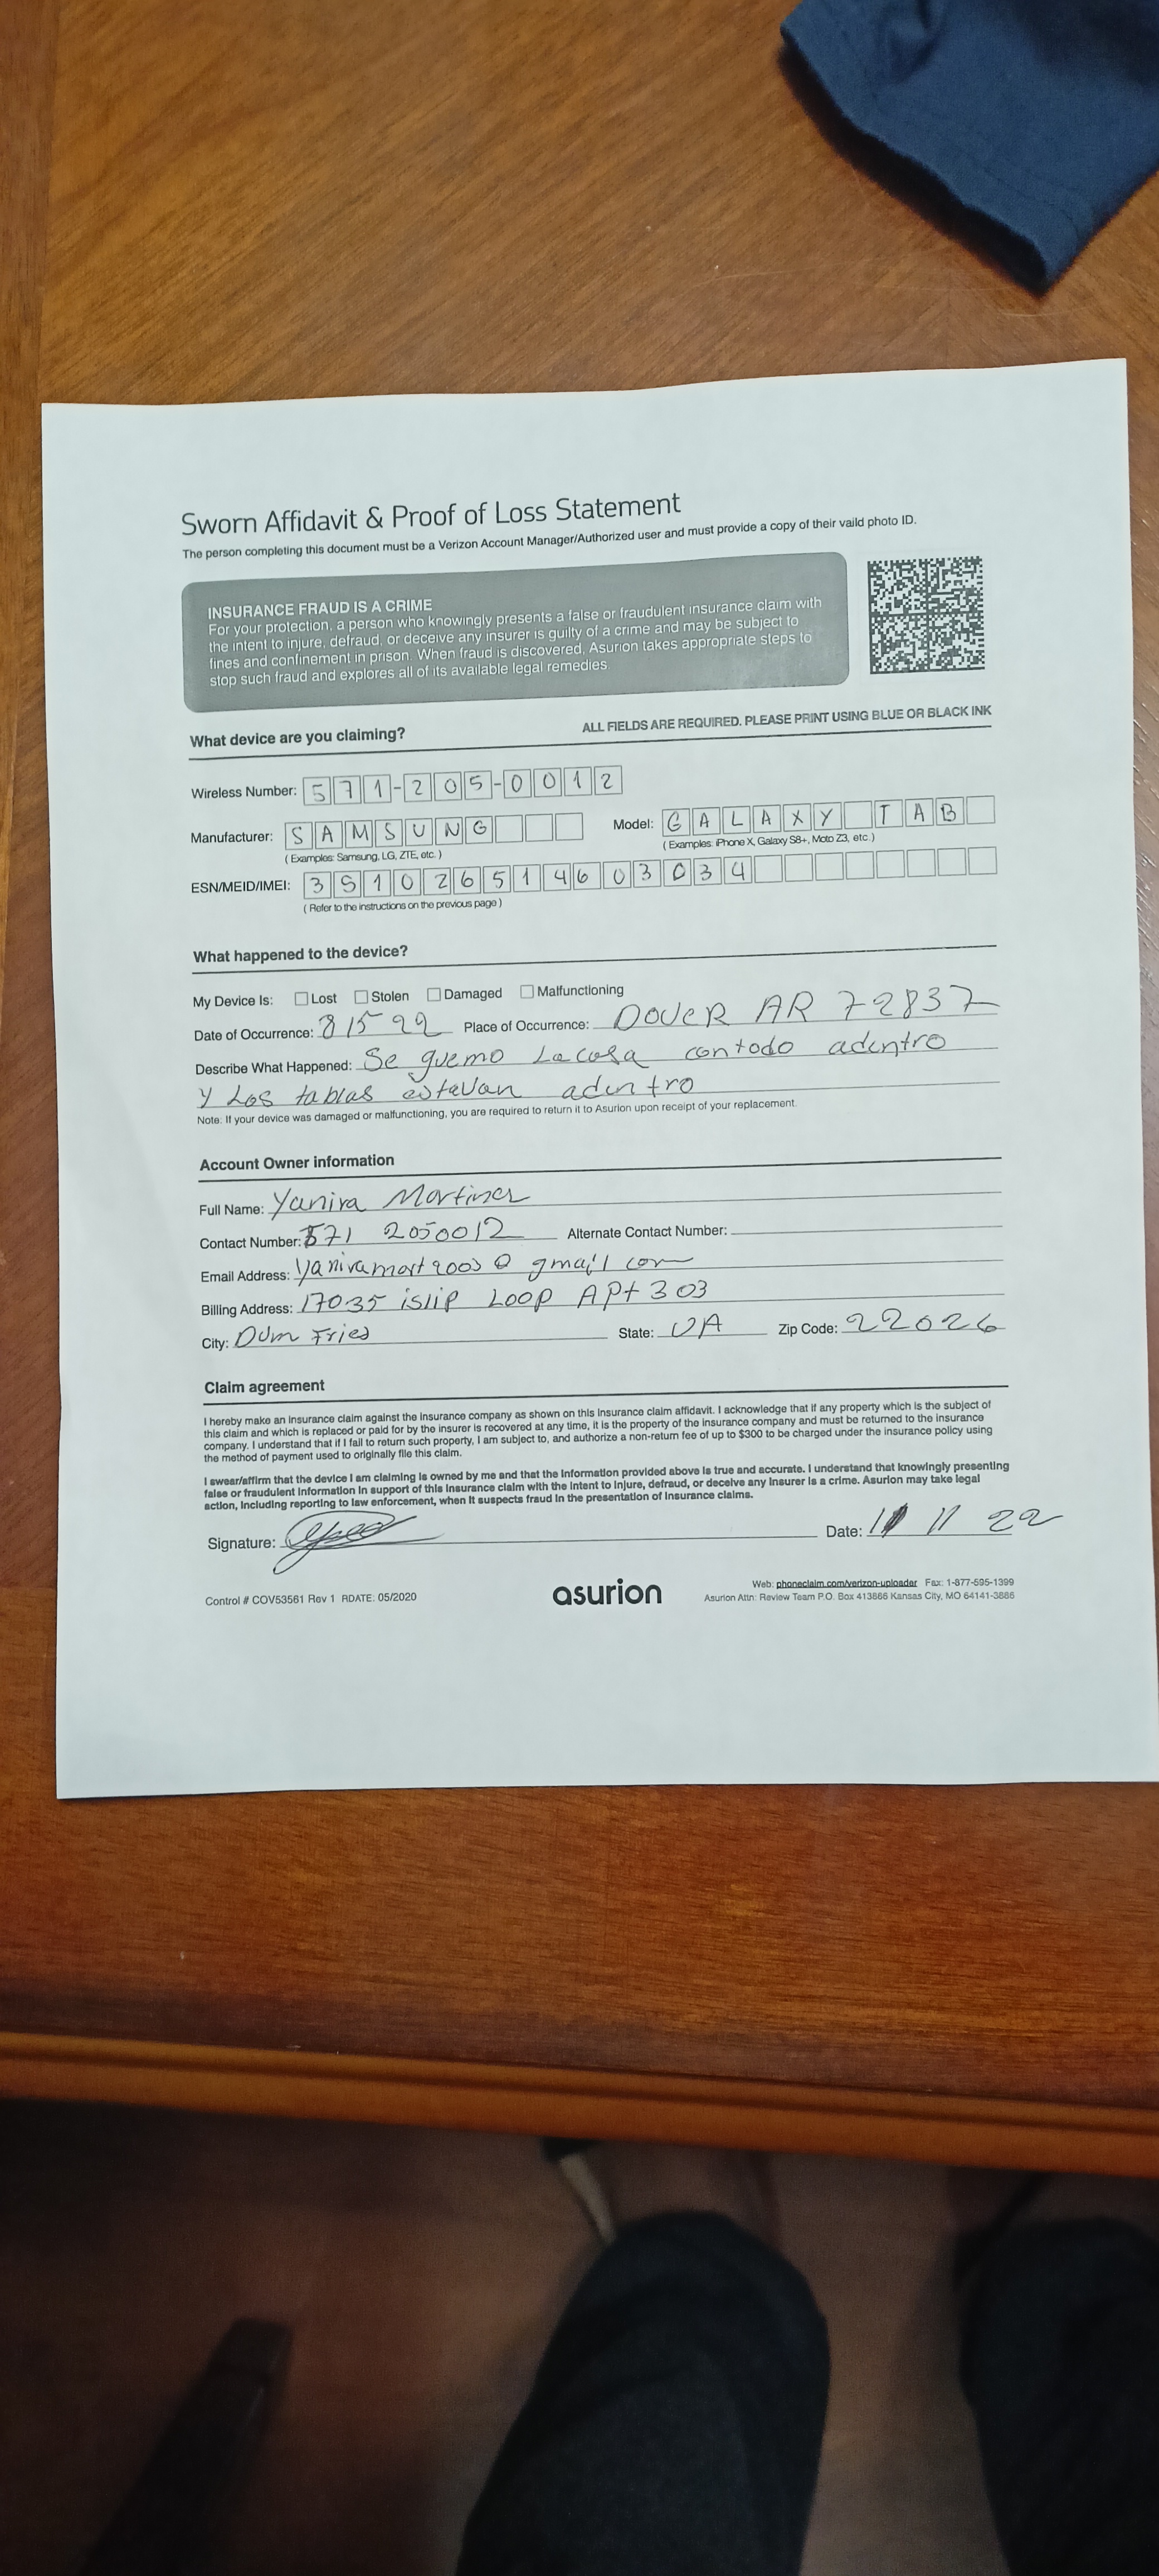 Sworn Affidavit & Proof of Loss Statement
The person completing this document must be a Verizon Account Manager/Authorized user and must provide a copy of their vaild photo ID.
INSURANCE FRAUD IS A CRIME
For your protection, a person who knowingly presents a false or fraudulent insurance claim with
the intent to injure, defraud, or deceive any insurer is guilty of a crime and may be subject to
fines and confinement in prison. When fraud is discovered, Asurion takes appropriate steps to
stop such fraud and explores all of its available legal remedies.
What device are you claiming? ALL FIELDS ARE REQUIRED. PLEASE PRINT USING BLUE OR BLACK INK
Wireless Number: 571-205-0012
Manufacturer: SAMSUNG Model: GALAXY TAB
(Examples: Samsung, LG, ZTE, etc.) (Examples: iPhone X, Galaxy S8+, Moto Z3, etc.)
ESN/MEID/IMEI: 351026514603034
(Refer to the instructions on the previous page)
What happened to the device?
My Device Is: Lost Stolen Damaged Malfunctioning
Date of Occurrence: 8 15 22 Place of Occurrence: DOVER AR 72837
Describe What Happened: Se quemo La casa con todo adentro
y Los tablas estavan adentro
Note: If your device was damaged or malfunctioning, you are required to return it to Asurion upon receipt of your replacement.
Account Owner information
Full Name: Yanira Martinez
Contact Number: 571 2050012 Alternate Contact Number:
Email Address: Yaniramart2003@gmail com
Billing Address: 17035 islip Loop APt 303
City: Dum Fries State: VA Zip Code: 22026
Claim agreement
I hereby make an insurance claim against the insurance company as shown on this insurance claim affidavit. I acknowledge that if any property which is the subject of
this claim and which is replaced or paid for by the insurer is recovered at any time, it is the property of the insurance company and must be returned to the insurance
company. I understand that if I fail to return such property, I am subject to, and authorize a non-return fee of up to $300 to be charged under the insurance policy using
the method of payment used to originally file this claim.
I swear/affirm that the device I am claiming is owned by me and that the information provided above is true and accurate. I understand that knowingly presenting
false or fraudulent information in support of this insurance claim with the intent to injure, defraud, or deceive any insurer is a crime. Asurion may take legal
action, including reporting to law enforcement, when it suspects fraud in the presentation of insurance claims.
Signature: Date: 11 22
Control # COV53561 Rev 1 RDATE: 05/2020 asurion Web: phoneclaim.com/verizon-uploader Fax: 1-877-595-1399
Asurion Attn: Review Team P.O. Box 413886 Kansas City, MO 64141-3886